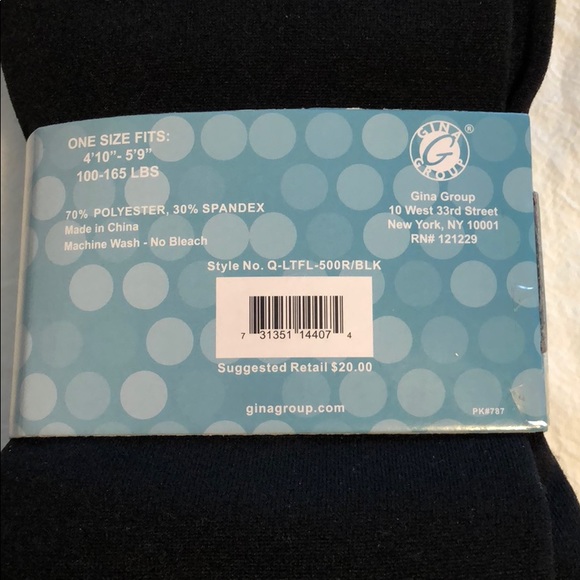 ONE SIZE FITS:
4'10"- 5'9"
100-165 LBS
70% POLYESTER, 30% SPANDEX
Made in China
Machine Wash - No Bleach
GINA
G
GROUP
®
Gina Group
10 West 33rd Street
New York, NY 10001
RN# 121229
Style No. Q-LTFL-500R/BLK
7 31351 14407 4
Suggested Retail $20.00
ginagroup.com
PK#787